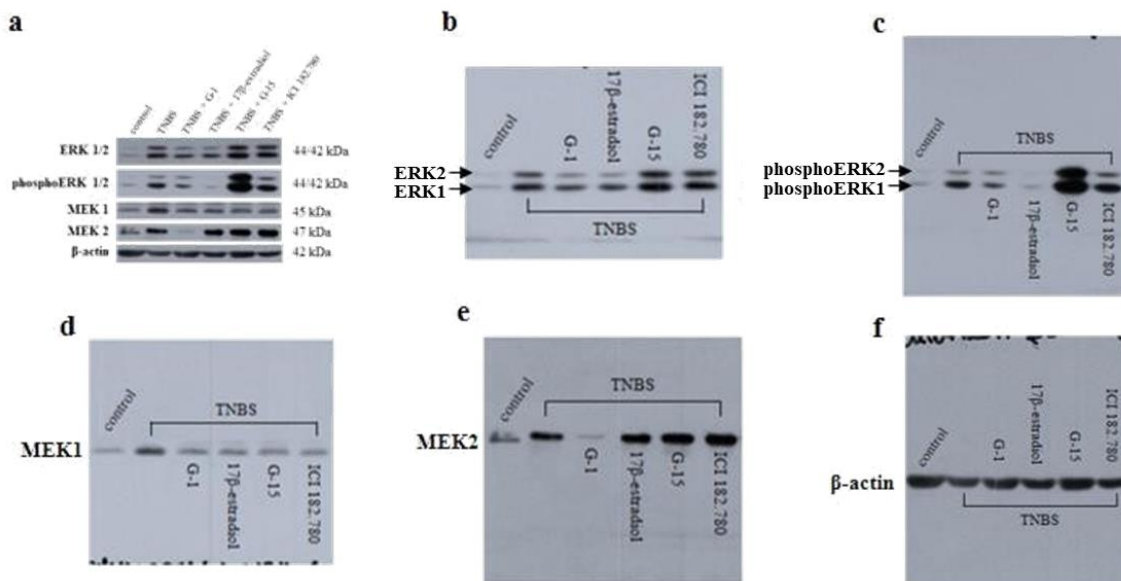 a
control
TNBS
TNBS + G-1
TNBS + 17β-estradiol
TNBS + G-15
TNBS + ICI 182.780
ERK 1/2
44/42 kDa
phosphoERK 1/2
44/42 kDa
MEK 1
45 kDa
MEK 2
47 kDa
β-actin
42 kDa
b
control
G-1
17β-estradiol
G-15
ICI 182.780
ERK2
ERK1
TNBS
c
control
TNBS
phosphoERK2
phosphoERK1
G-1
17β-estradiol
G-15
ICI 182.780
d
control
TNBS
MEK1
G-1
17β-estradiol
G-15
ICI 182.780
e
control
TNBS
MEK2
G-1
17β-estradiol
G-15
ICI 182.780
f
control
G-1
17β-estradiol
G-15
ICI 182.780
β-actin
TNBS